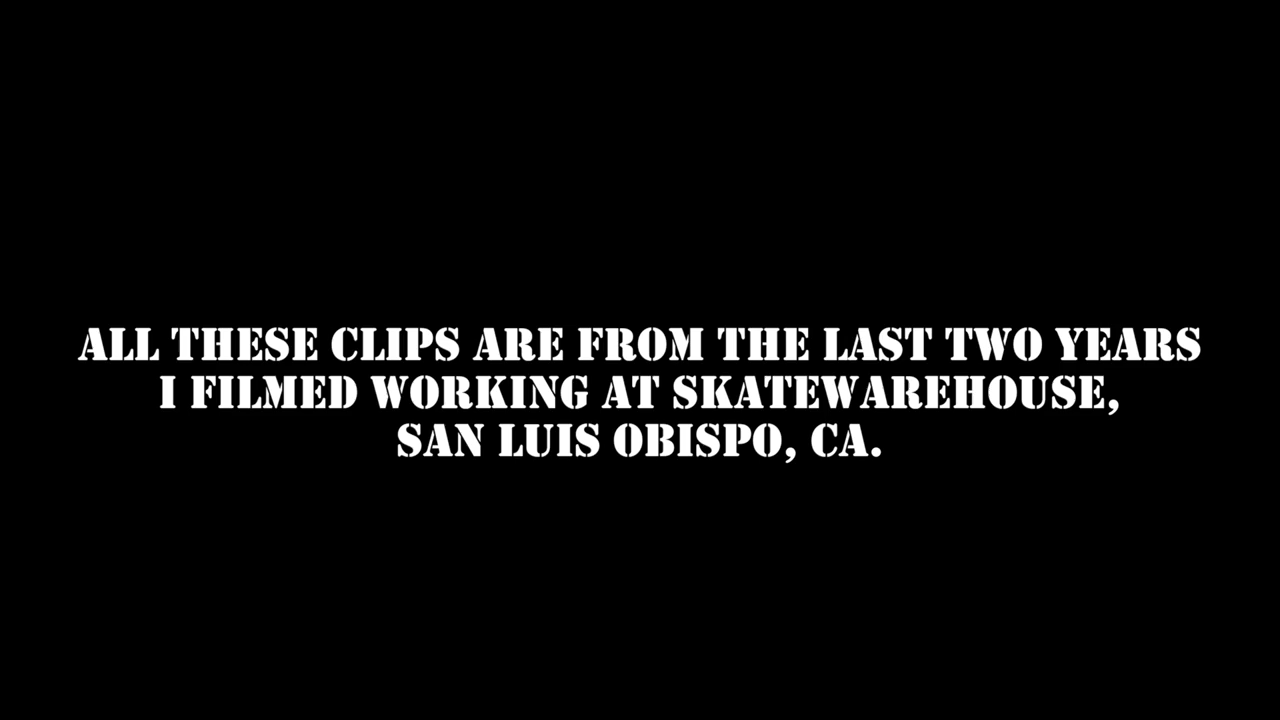 ALL THESE CLIPS ARE FROM THE LAST TWO YEARS
I FILMED WORKING AT SKATEWAREHOUSE,
SAN LUIS OBISPO, CA.